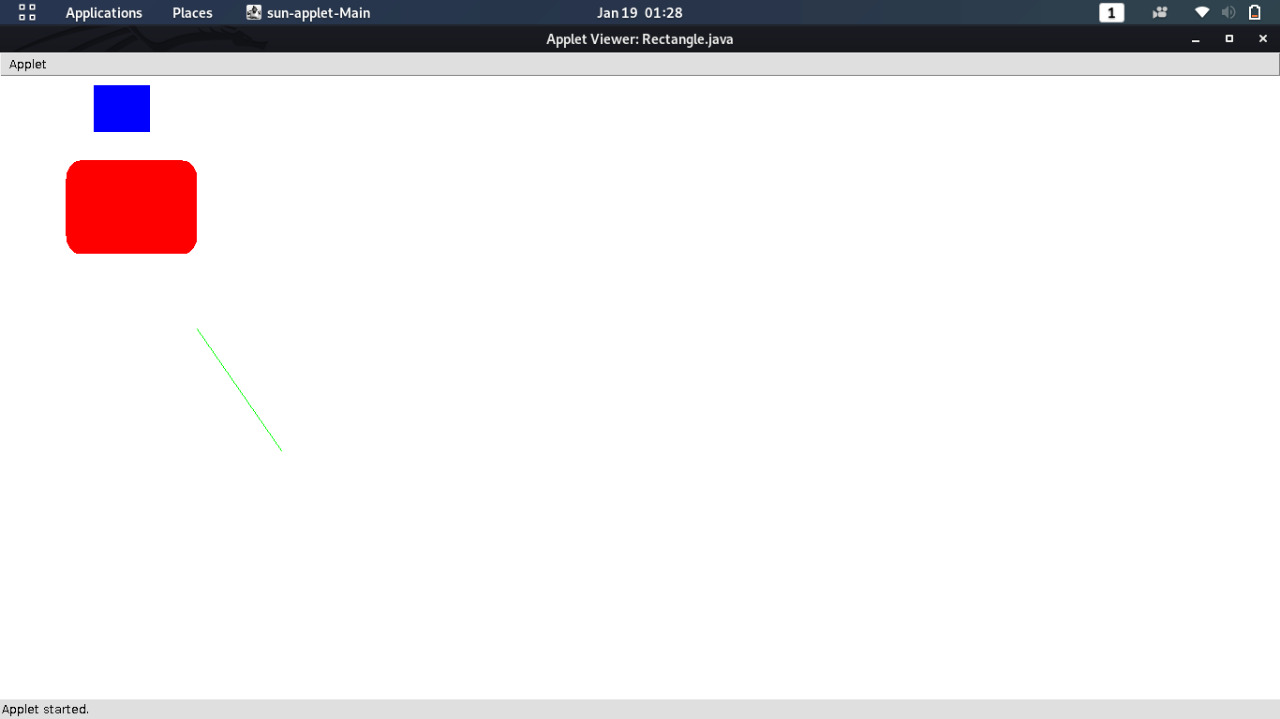 Applications Places sun-applet-Main Jan 19 01:28 1
Applet Viewer: Rectangle.java
Applet
Applet started.